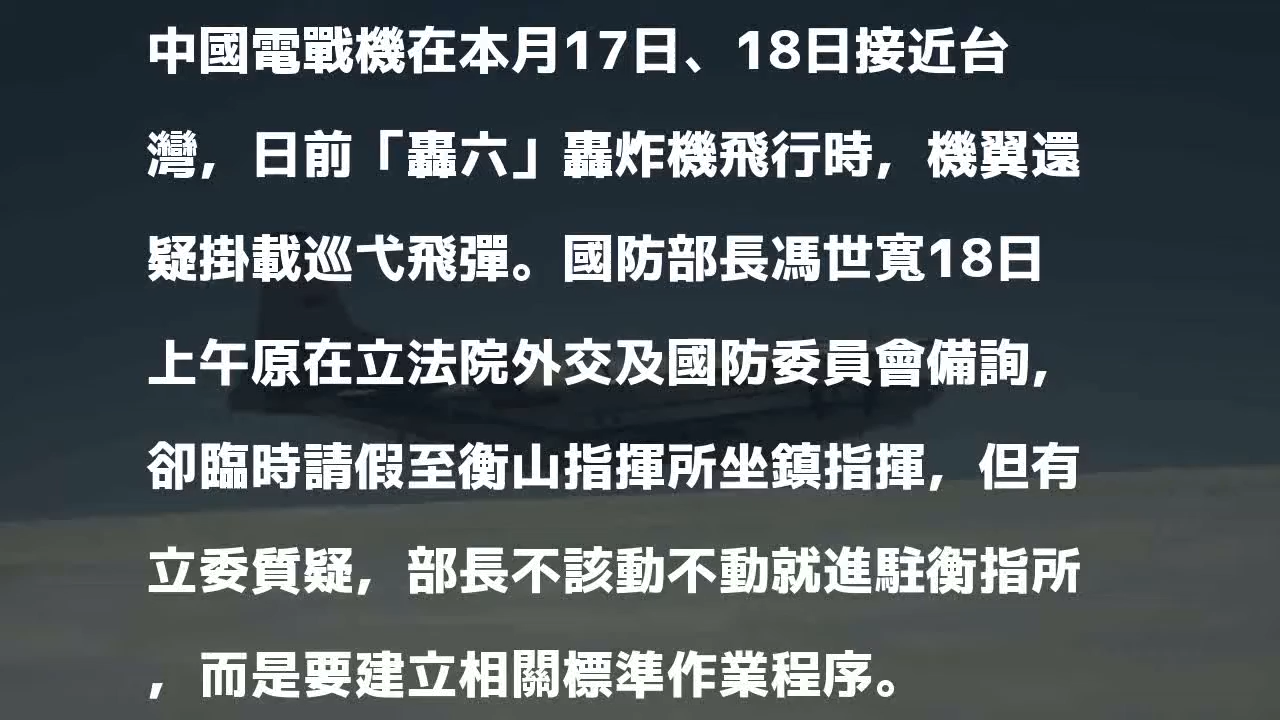 中國電戰機在本月17日、18日接近台
灣，日前「轟六」轟炸機飛行時，機翼還
疑掛載巡弋飛彈。國防部長馮世寬18日
上午原在立法院外交及國防委員會備詢，
卻臨時請假至衡山指揮所坐鎮指揮，但有
立委質疑，部長不該動不動就進駐衡指所
，而是要建立相關標準作業程序。